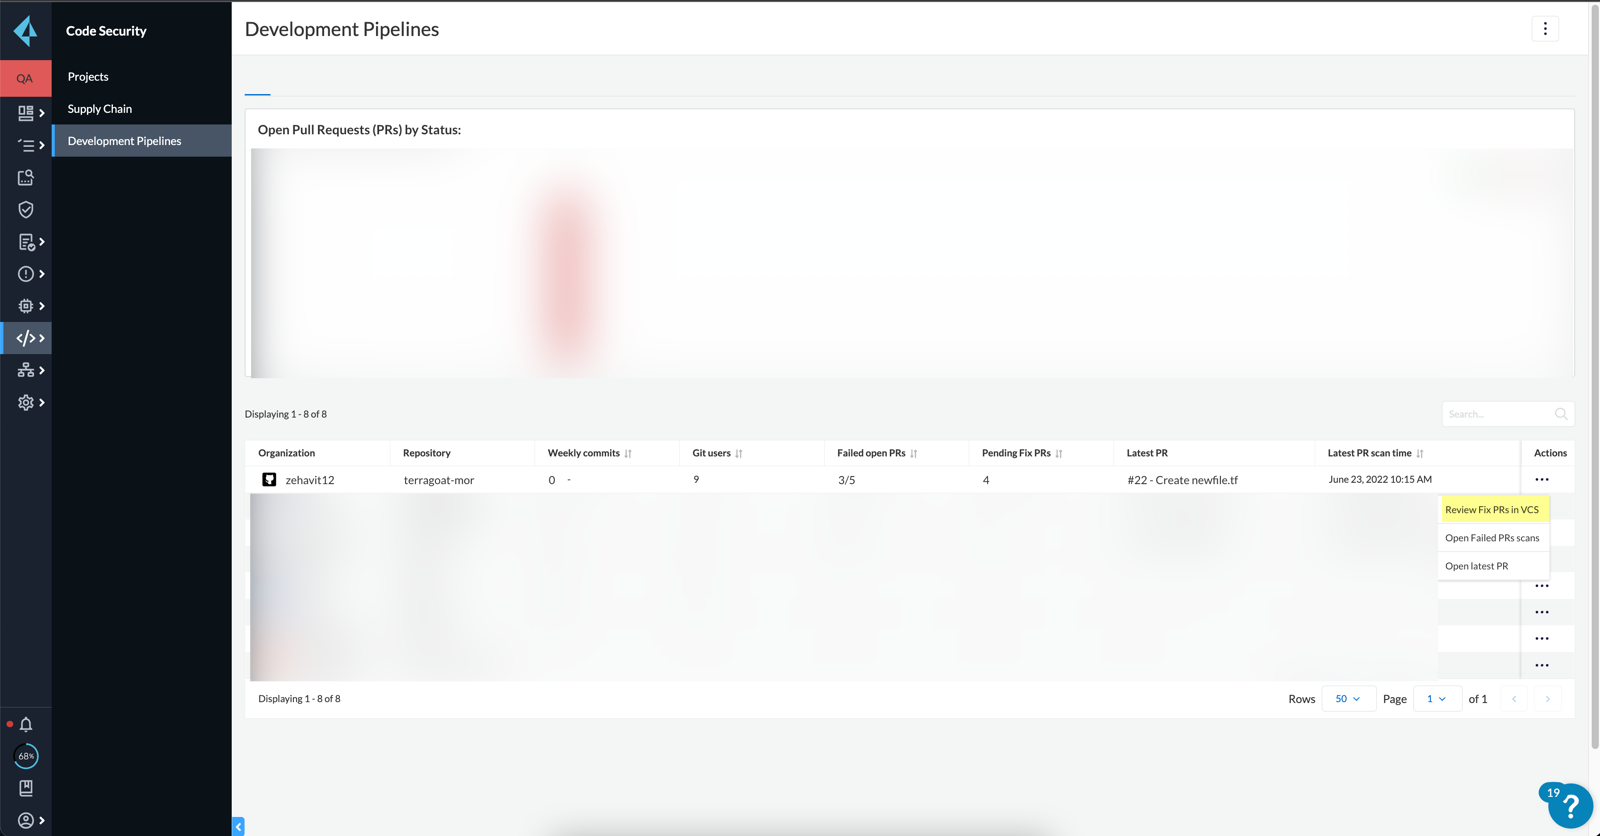 Code Security
Development Pipelines
QA
Projects
Supply Chain
Development Pipelines
Open Pull Requests (PRs) by Status:
Displaying 1 - 8 of 8
Search...
Organization Repository Weekly commits Git users Failed open PRs Pending Fix PRs Latest PR Latest PR scan time Actions
zehavit12 terragoat-mor 0 - 9 3/5 4 #22 - Create newfile.tf June 23, 2022 10:15 AM
Review Fix PRs in VCS
Open Failed PRs scans
Open latest PR
Displaying 1 - 8 of 8
Rows 50 Page 1 of 1
68%
19
?